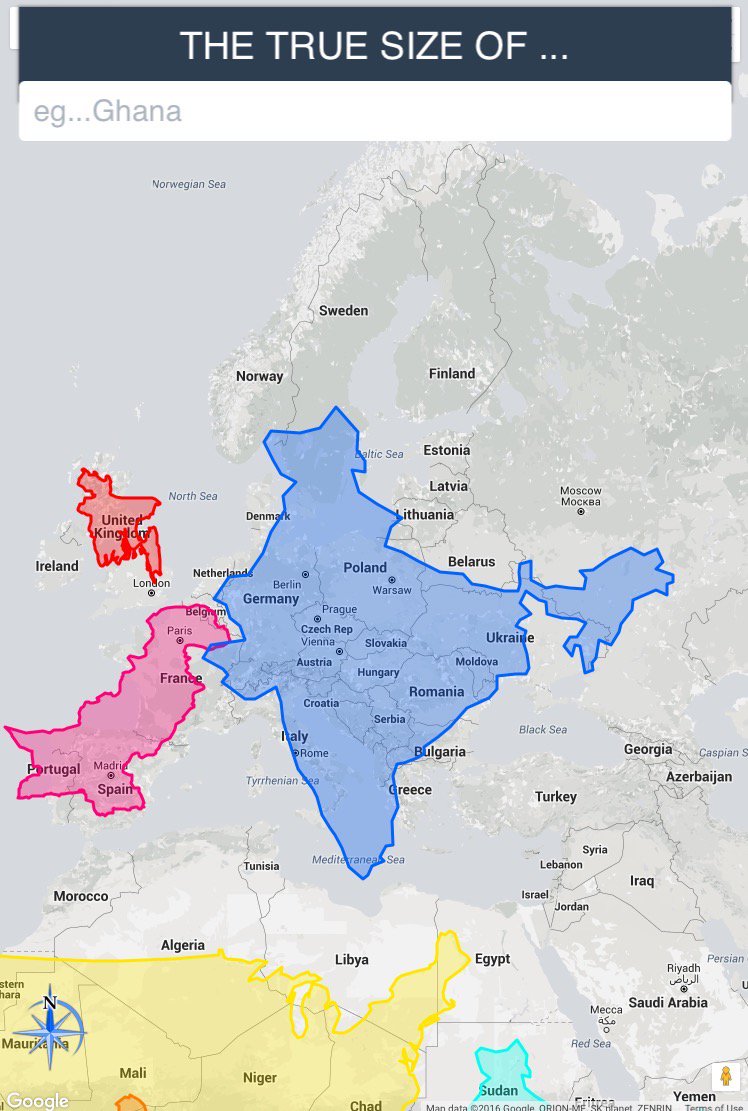 THE TRUE SIZE OF ...
eg...Ghana
Norwegian Sea
Sweden
Norway
Finland
Baltic Sea
Estonia
North Sea
Latvia
Moscow
Москва
Denmark
Lithuania
United
Kingdom
Ireland
Belarus
Netherlands
London
Berlin
Poland
Warsaw
Germany
Belgium
Prague
Paris
Czech Rep
Vienna
Slovakia
Ukraine
Austria
Moldova
France
Hungary
Romania
Croatia
Serbia
Italy
Black Sea
Rome
Bulgaria
Georgia
Caspian S
Portugal
Madrid
Azerbaijan
Spain
Tyrrhenian Sea
Greece
Turkey
Mediterranean Sea
Tunisia
Syria
Lebanon
Iraq
Morocco
Israel
Jordan
Algeria
Libya
Egypt
Persian
Riyadh
الرياض
stern
hara
N
Mecca
مكة
Saudi Arabia
Mauritania
Red Sea
Mali
Niger
Sudan
Chad
Eritrea
Yemen
Google
Map data ©2016 Google, ORION-ME, SK planet, ZENRIN
Terms of Use